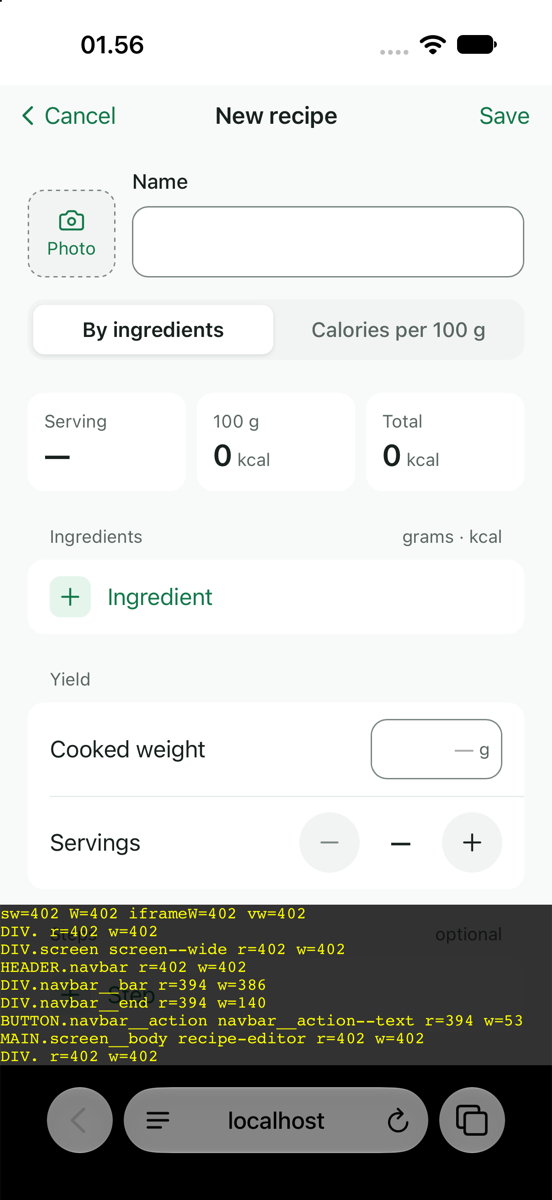 01.56
Cancel
New recipe
Save
Name
Photo
By ingredients
Calories per 100 g
Serving
100 g
Total
—
0 kcal
0 kcal
Ingredients
grams · kcal
+ Ingredient
Yield
Cooked weight
— g
Servings
− — +
sw=402 W=402 iframeW=402 vw=402
DIV. r=402 w=402
Steps
optional
DIV.screen screen--wide r=402 w=402
HEADER.navbar r=402 w=402
DIV.navbar__bar r=394 w=386
+ Step
DIV.navbar__end r=394 w=140
BUTTON.navbar__action navbar__action--text r=394 w=53
MAIN.screen__body recipe-editor r=402 w=402
DIV. r=402 w=402
localhost